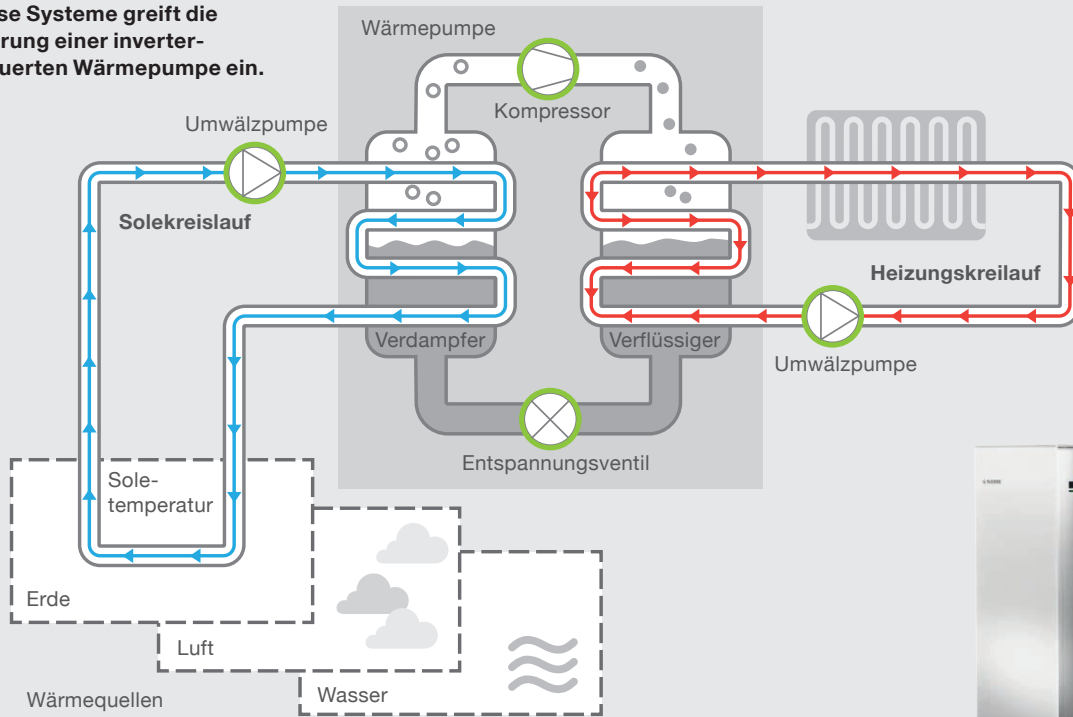 se Systeme greift die
rung einer inverter-
uerten Wärmepumpe ein.
Wärmepumpe
Kompressor
Umwälzpumpe
Solekreislauf
Heizungskreilauf
Verdampfer
Verflüssiger
Umwälzpumpe
Entspannungsventil
Sole-
temperatur
Erde
Luft
Wasser
Wärmequellen